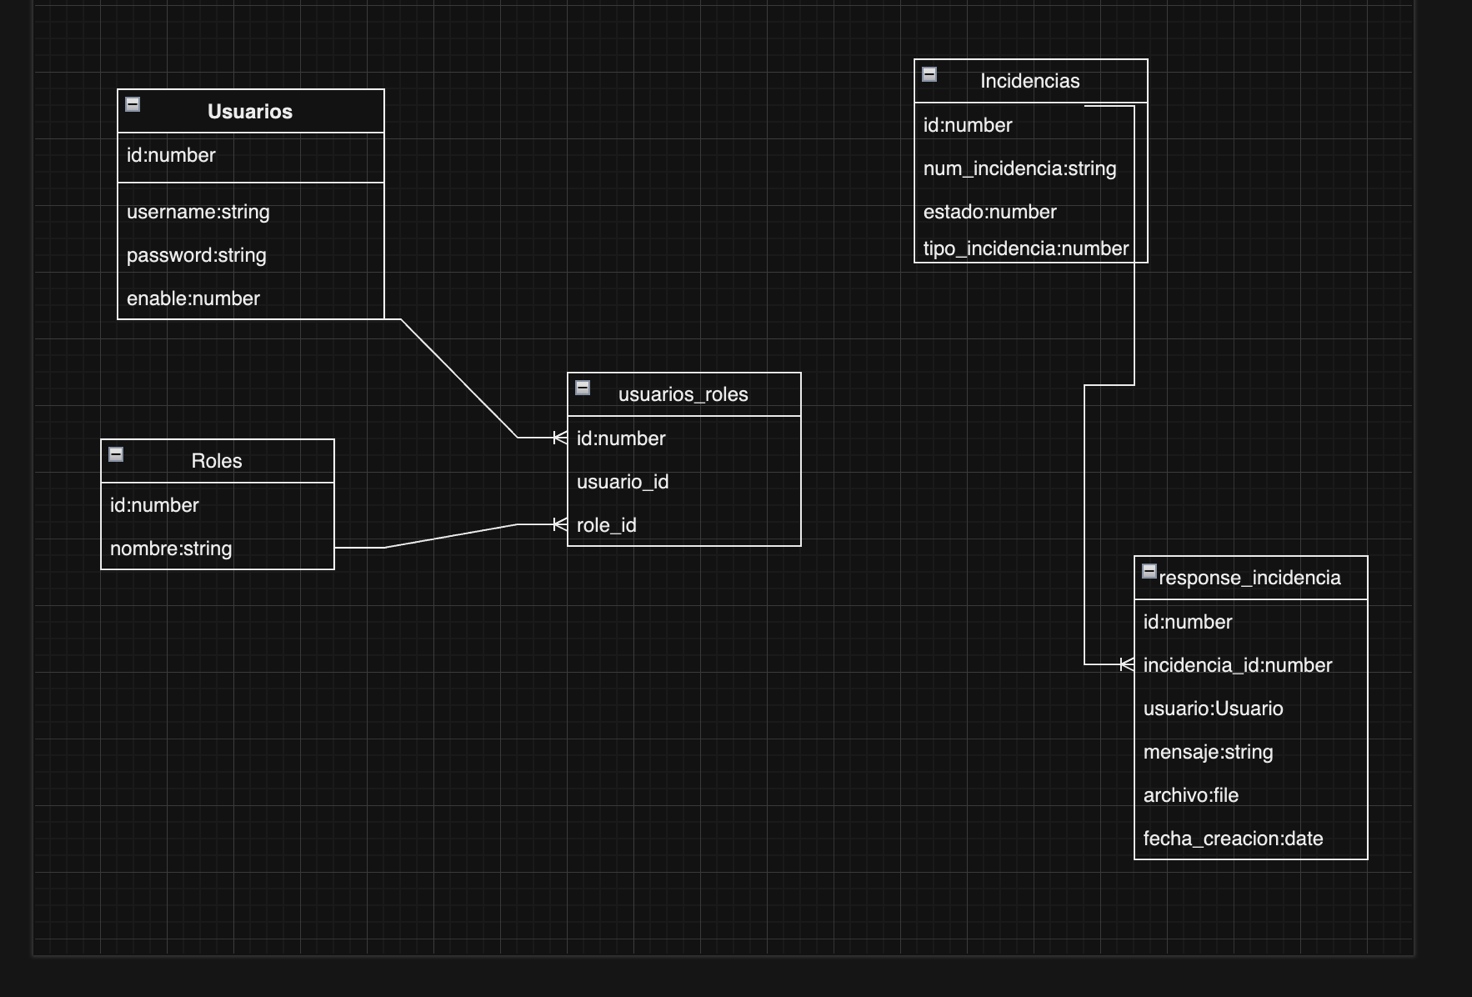 Usuarios
id:number
username:string
password:string
enable:number
Roles
id:number
nombre:string
usuarios_roles
id:number
usuario_id
role_id
Incidencias
id:number
num_incidencia:string
estado:number
tipo_incidencia:number
response_incidencia
id:number
incidencia_id:number
usuario:Usuario
mensaje:string
archivo:file
fecha_creacion:date